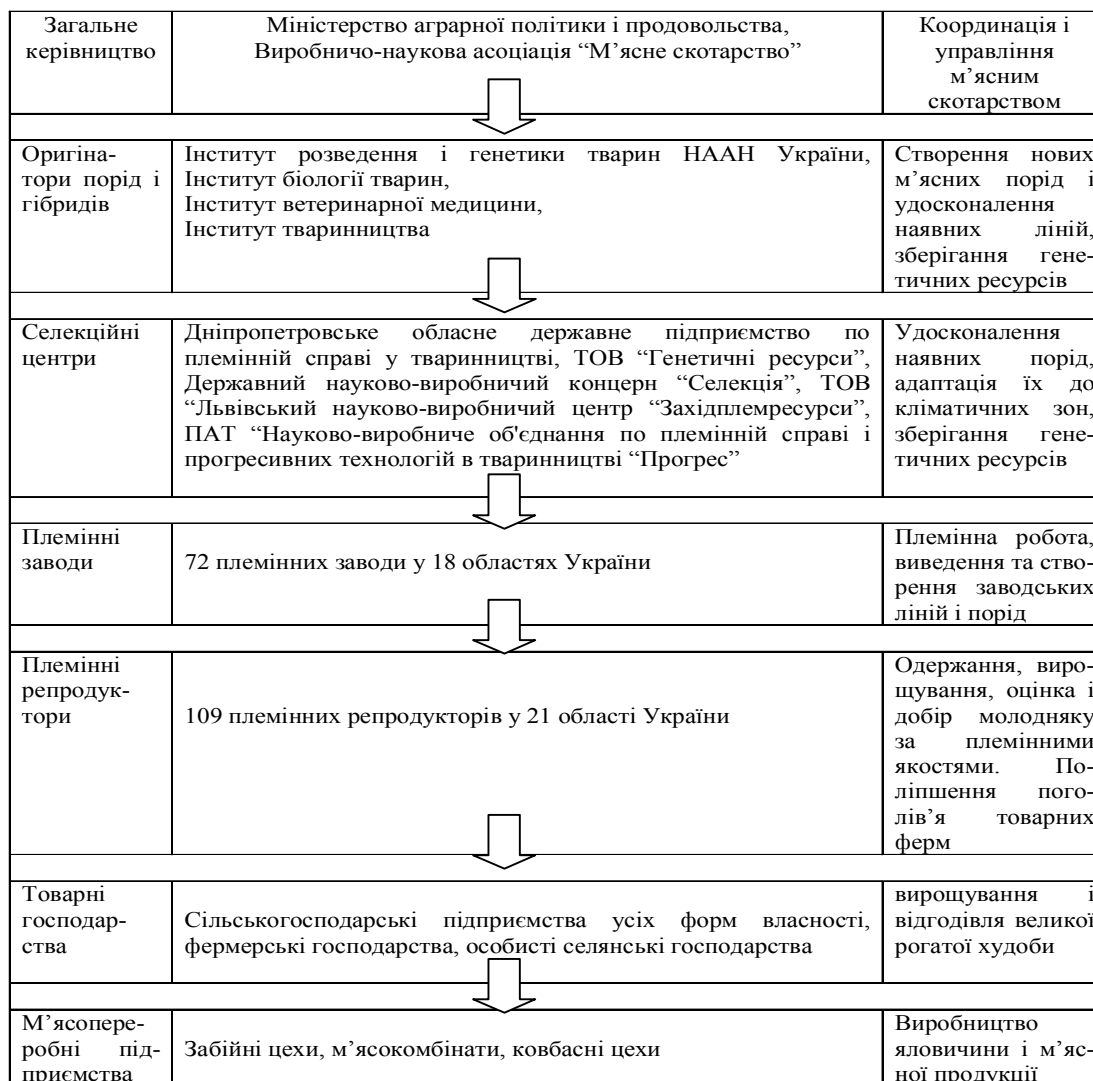 Загальне
керівництво
Міністерство аграрної політики і продовольства,
Виробничо-наукова асоціація “М’ясне скотарство”
Координація і
управління
м’ясним
скотарством
Оригіна-
тори порід і
гібридів
Інститут розведення і генетики тварин НААН України,
Інститут біології тварин,
Інститут ветеринарної медицини,
Інститут тваринництва
Створення нових
м’ясних порід і
удосконалення
наявних ліній,
зберігання гене-
тичних ресурсів
Селекційні
центри
Дніпропетровське обласне державне підприємство по
племінній справі у тваринництві, ТОВ “Генетичні ресурси”,
Державний науково-виробничий концерн “Селекція”, ТОВ
“Львівський науково-виробничий центр “Західплемресурси”,
ПАТ “Науково-виробниче об'єднання по племінній справі і
прогресивних технологій в тваринництві “Прогрес”
Удосконалення
наявних порід,
адаптація їх до
кліматичних зон,
зберігання гене-
тичних ресурсів
Племінні
заводи
72 племінних заводи у 18 областях України
Племінна робота,
виведення та ство-
рення заводських
ліній і порід
Племінні
репродук-
тори
109 племінних репродукторів у 21 області України
Одержання, виро-
щування, оцінка і
добір молодняку
за племінними
якостями. По-
ліпшення пого-
лів’я товарних
ферм
Товарні
господар-
ства
Сільськогосподарські підприємства усіх форм власності,
фермерські господарства, особисті селянські господарства
вирощування і
відгодівля великої
рогатої худоби
М’ясопере-
робні під-
приємства
Забійні цехи, м’ясокомбінати, ковбасні цехи
Виробництво
яловичини і м’яс-
ної продукції